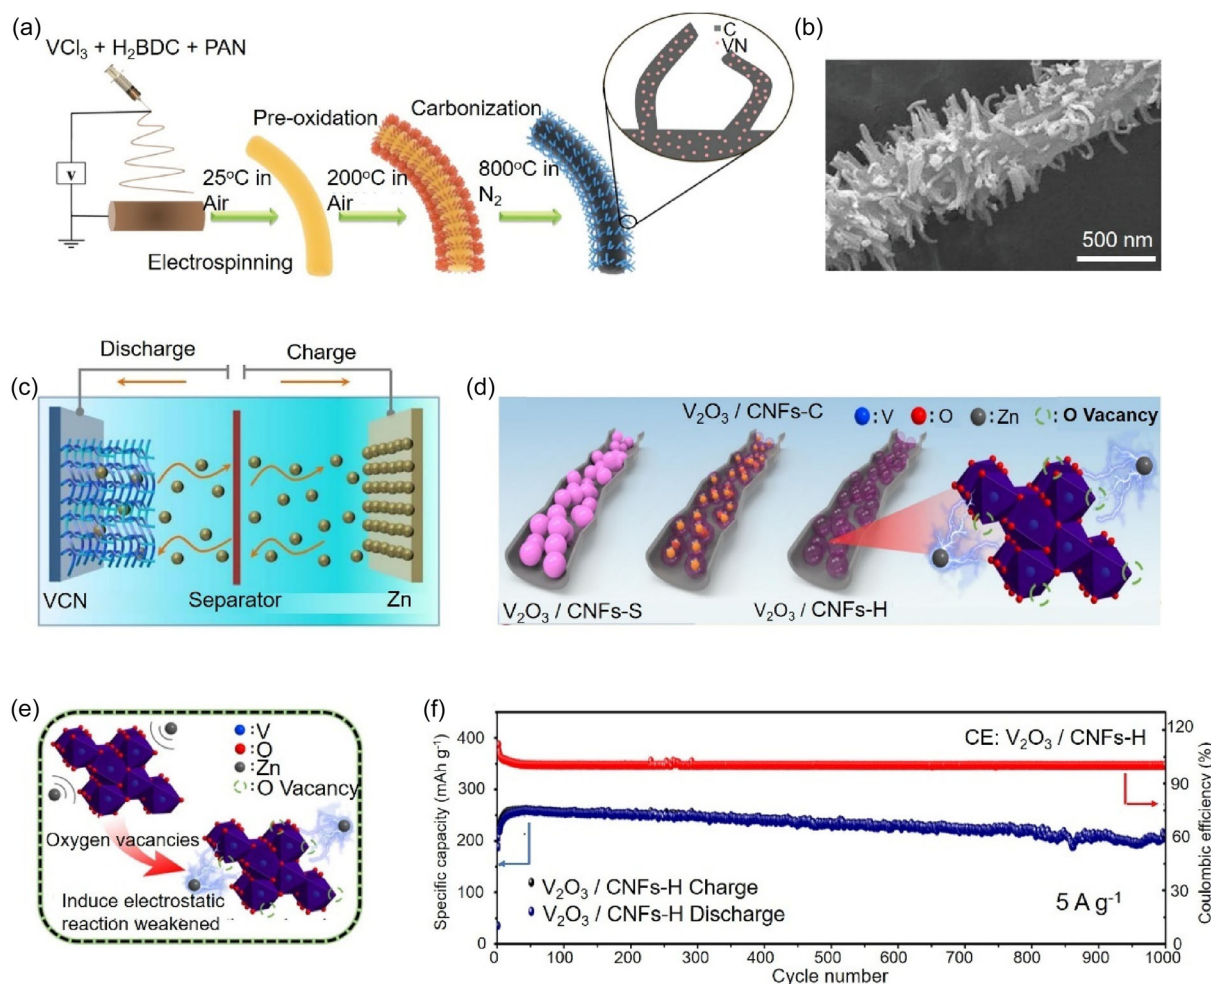 (a)
VCl₃ + H₂BDC + PAN
V
Pre-oxidation
Carbonization
25°C in
Air
200°C in
Air
800°C in
N₂
Electrospinning
C
VN
(b)
500 nm
(c)
Discharge
Charge
VCN
Separator
Zn
(d)
V₂O₃ / CNFs-C
:V
:O
:Zn
:O Vacancy
V₂O₃ / CNFs-S
V₂O₃ / CNFs-H
(e)
:V
:O
:Zn
:O Vacancy
Oxygen vacancies
Induce electrostatic
reaction weakened
(f)
Specific capacity (mAh g⁻¹)
400
350
300
250
200
150
100
50
0
CE: V₂O₃ / CNFs-H
V₂O₃ / CNFs-H Charge
V₂O₃ / CNFs-H Discharge
5 A g⁻¹
120
90
60
30
0
Coulombic efficiency (%)
0 100 200 300 400 500 600 700 800 900 1000
Cycle number